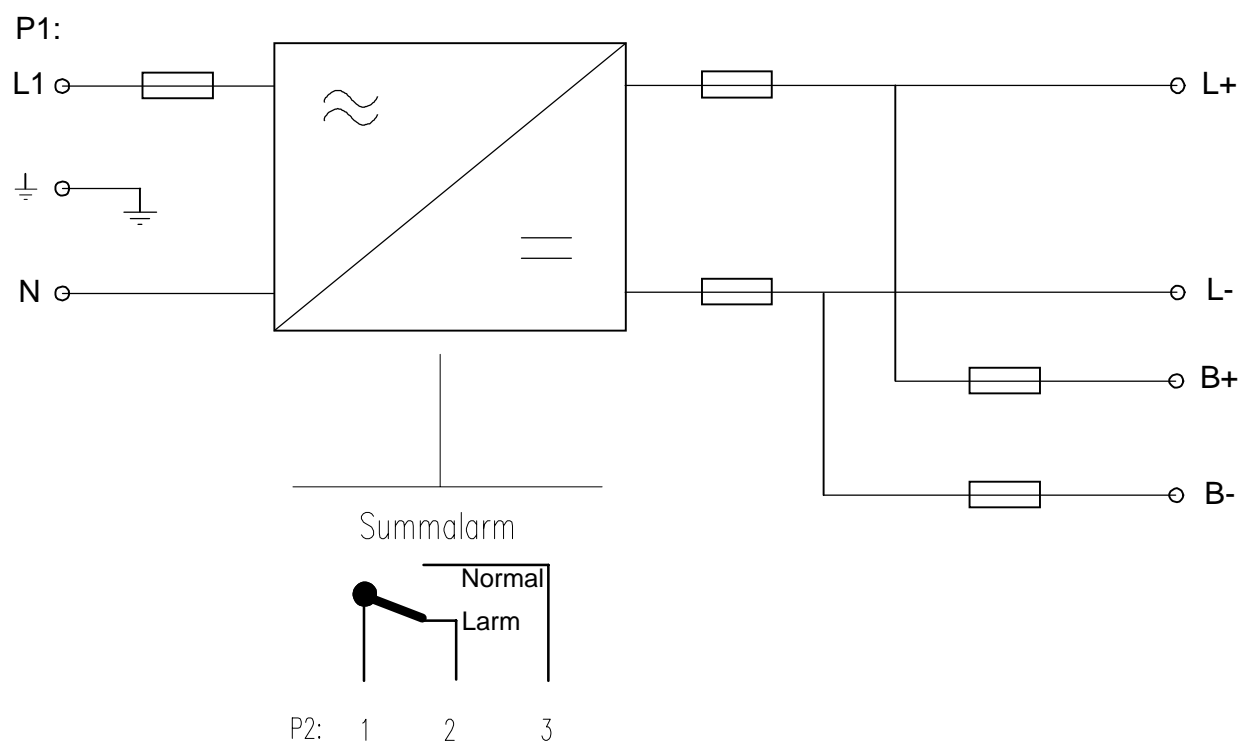 P1:
L1
L+
N
L-
B+
B-
Summalarm
Normal
Larm
P2: 1 2 3